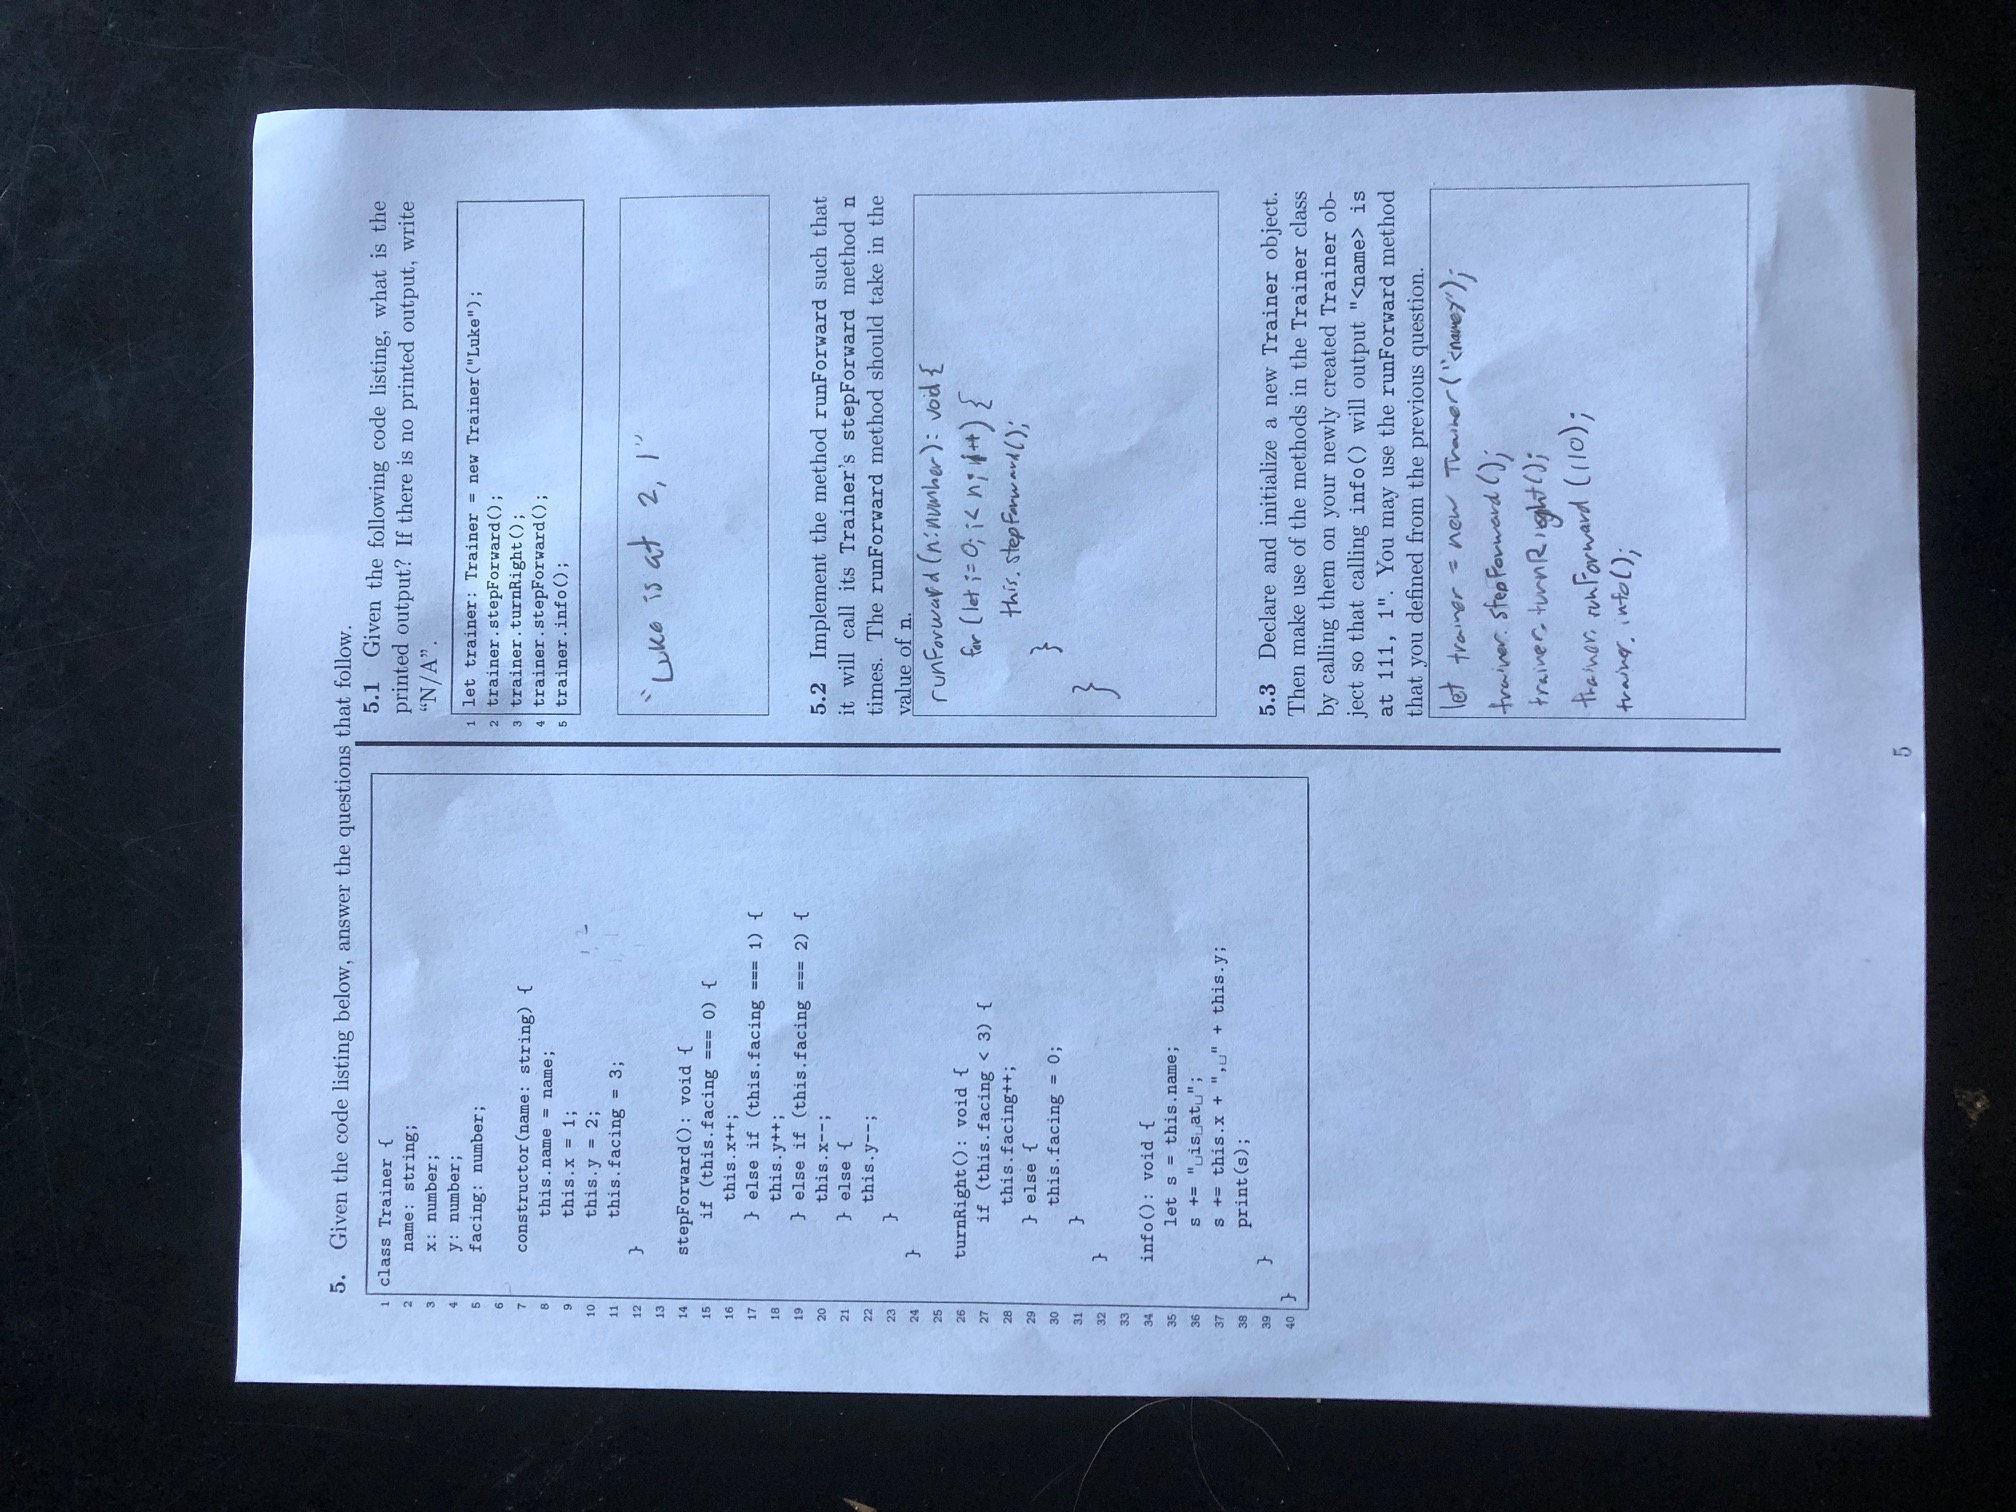 5. Given the code listing below, answer the questions that follow.
1 class Trainer {
2 name: string;
3 x: number;
4 y: number;
5 facing: number;
6
7 constructor(name: string) {
8 this.name = name;
9 this.x = 1;
10 this.y = 2;
11 this.facing = 3;
12 }
13
14 stepForward(): void {
15 if (this.facing === 0) {
16 this.x++;
17 } else if (this.facing === 1) {
18 this.y++;
19 } else if (this.facing === 2) {
20 this.x--;
21 } else {
22 this.y--;
23 }
24 }
25
26 turnRight(): void {
27 if (this.facing < 3) {
28 this.facing++;
29 } else {
30 this.facing = 0;
31 }
32 }
33
34 info(): void {
35 let s = this.name;
36 s += "␣is␣at␣";
37 s += this.x + ",␣" + this.y;
38 print(s);
39 }
40 }
1, 2
1, 1
5.1 Given the following code listing, what is the
printed output? If there is no printed output, write
“N/A”.
1 let trainer: Trainer = new Trainer("Luke");
2 trainer.stepForward();
3 trainer.turnRight();
4 trainer.stepForward();
5 trainer.info();
"Luke is at 2, 1"
5.2 Implement the method runForward such that
it will call its Trainer's stepForward method n
times. The runForward method should take in the
value of n.
runForward (n:number): void {
for (let i=0; i< n; i++) {
this.stepForward();
}
}
5.3 Declare and initialize a new Trainer object.
Then make use of the methods in the Trainer class
by calling them on your newly created Trainer ob-
ject so that calling info() will output "<name> is
at 111, 1". You may use the runForward method
that you defined from the previous question.
let trainer = new Trainer("<name>");
trainer.stepForward();
trainer.turnRight();
trainer.runForward (110);
trainer.info();
5